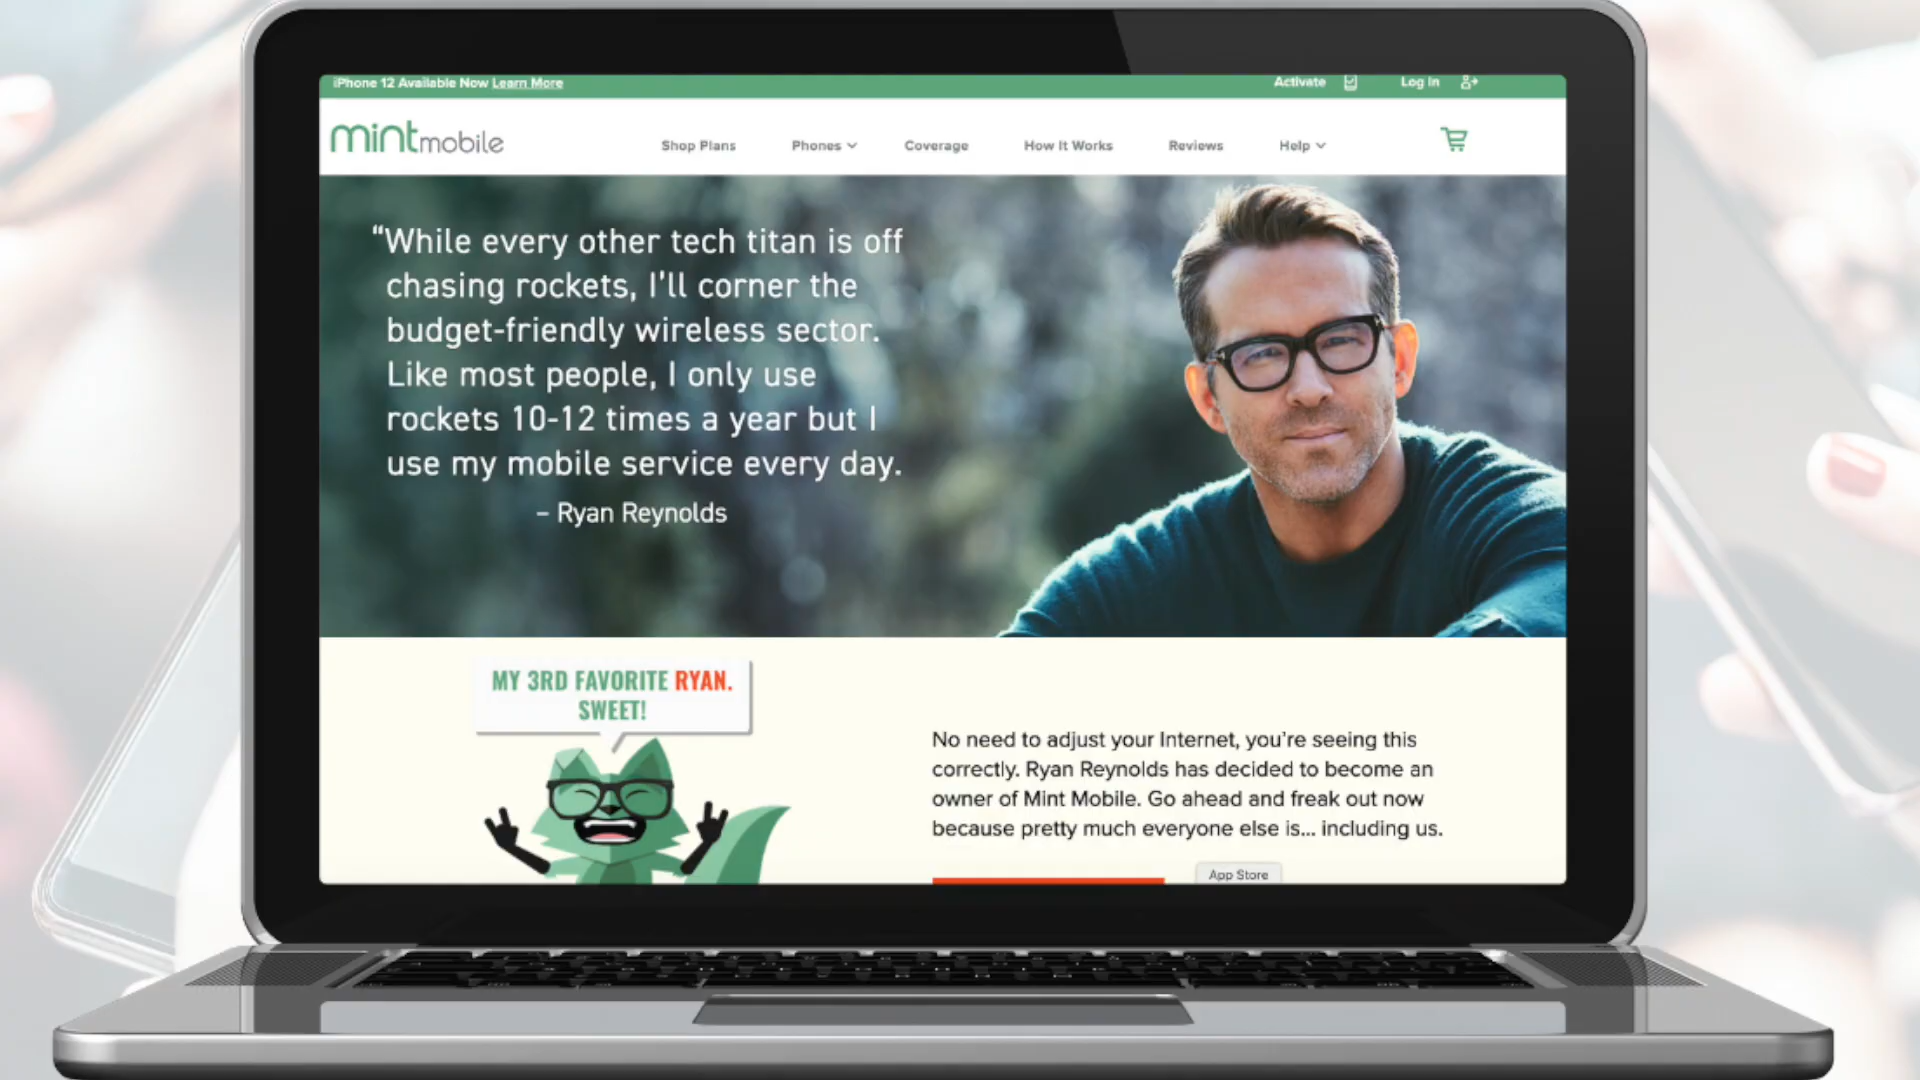 iPhone 12 Available Now Learn More
Activate
Log In
mintmobile
Shop Plans
Phones
Coverage
How It Works
Reviews
Help
“While every other tech titan is off
chasing rockets, I’ll corner the
budget-friendly wireless sector.
Like most people, I only use
rockets 10-12 times a year but I
use my mobile service every day.
– Ryan Reynolds
MY 3RD FAVORITE RYAN.
SWEET!
No need to adjust your Internet, you’re seeing this
correctly. Ryan Reynolds has decided to become an
owner of Mint Mobile. Go ahead and freak out now
because pretty much everyone else is... including us.
App Store